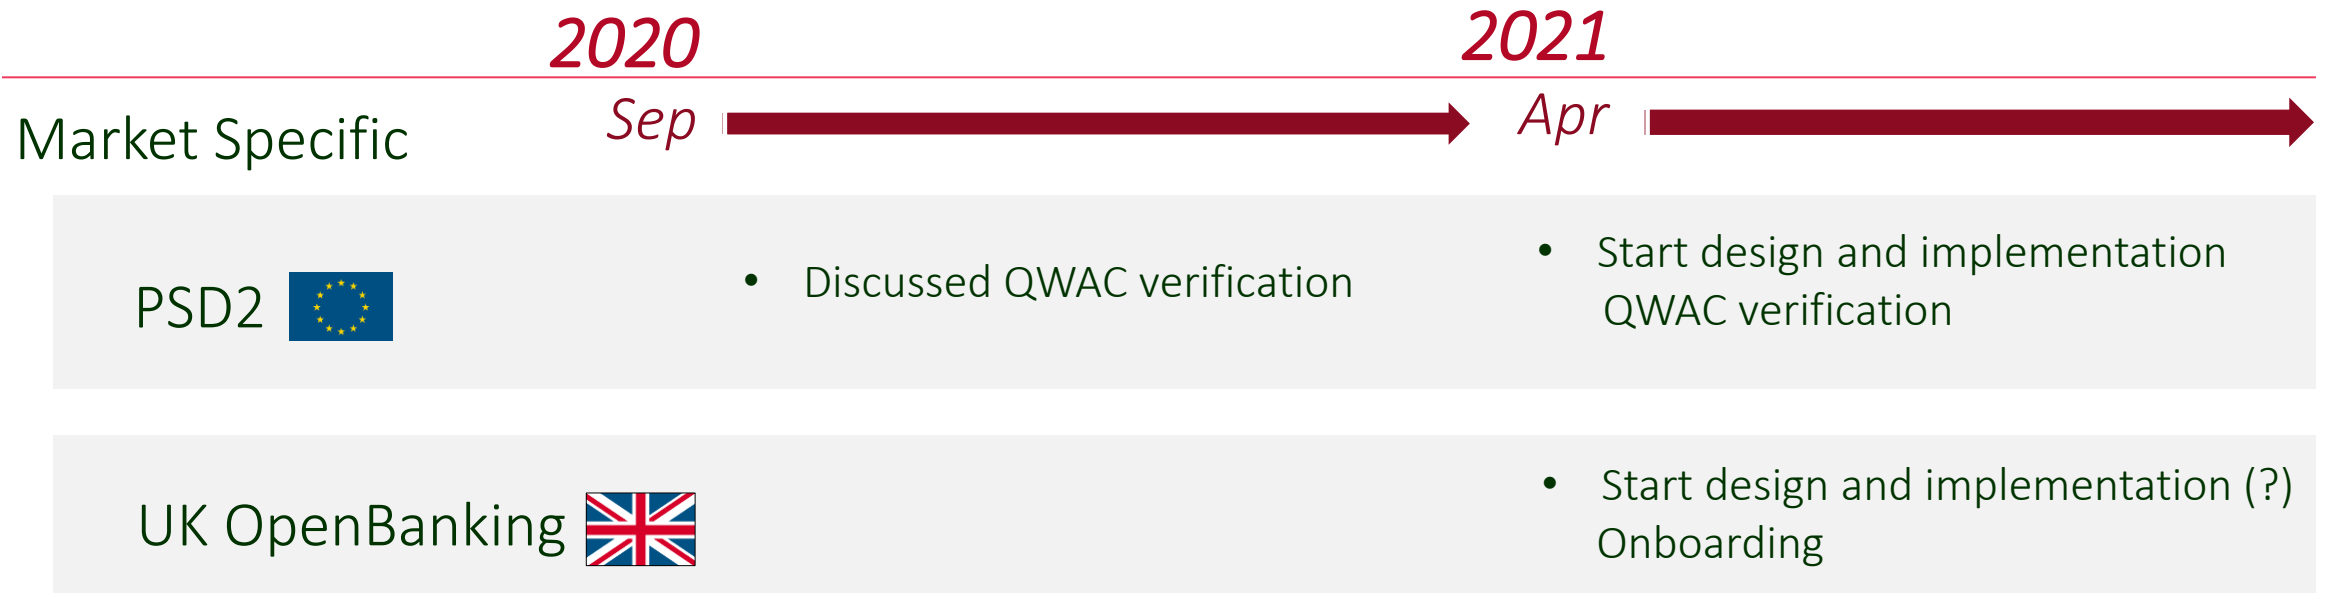 2020
2021
Market Specific
Sep
Apr
PSD2
• Discussed QWAC verification
• Start design and implementation
QWAC verification
UK OpenBanking
• Start design and implementation (?)
Onboarding